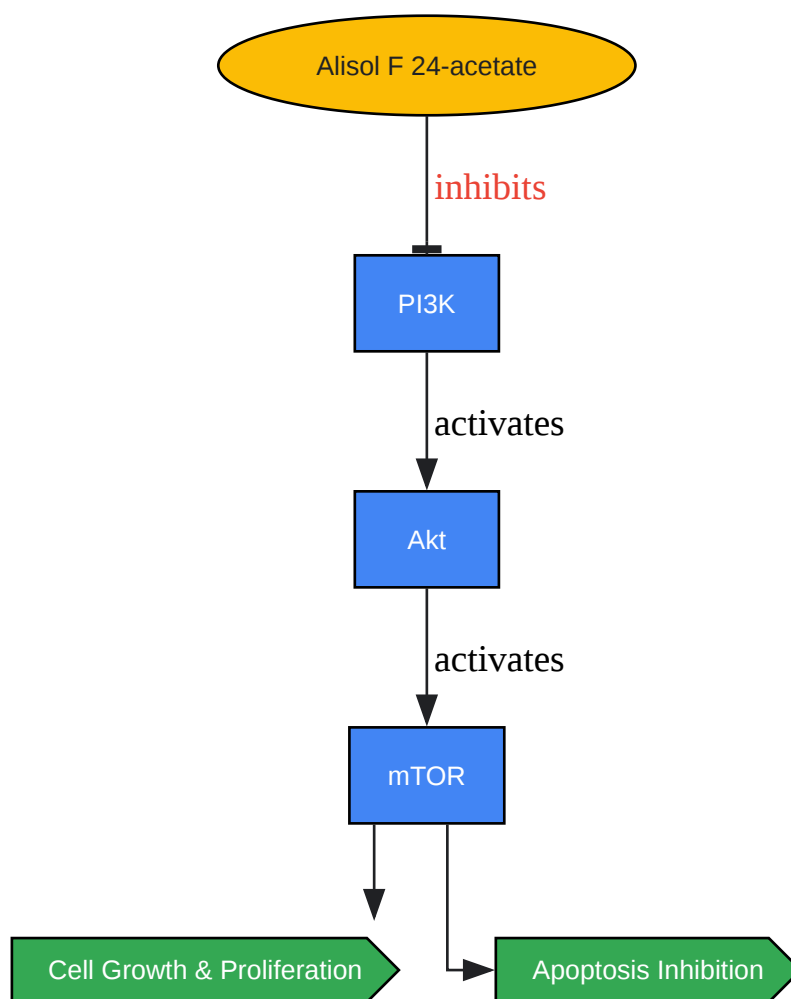 Alisol F 24-acetate
inhibits
PI3K
activates
Akt
activates
mTOR
Cell Growth & Proliferation
Apoptosis Inhibition